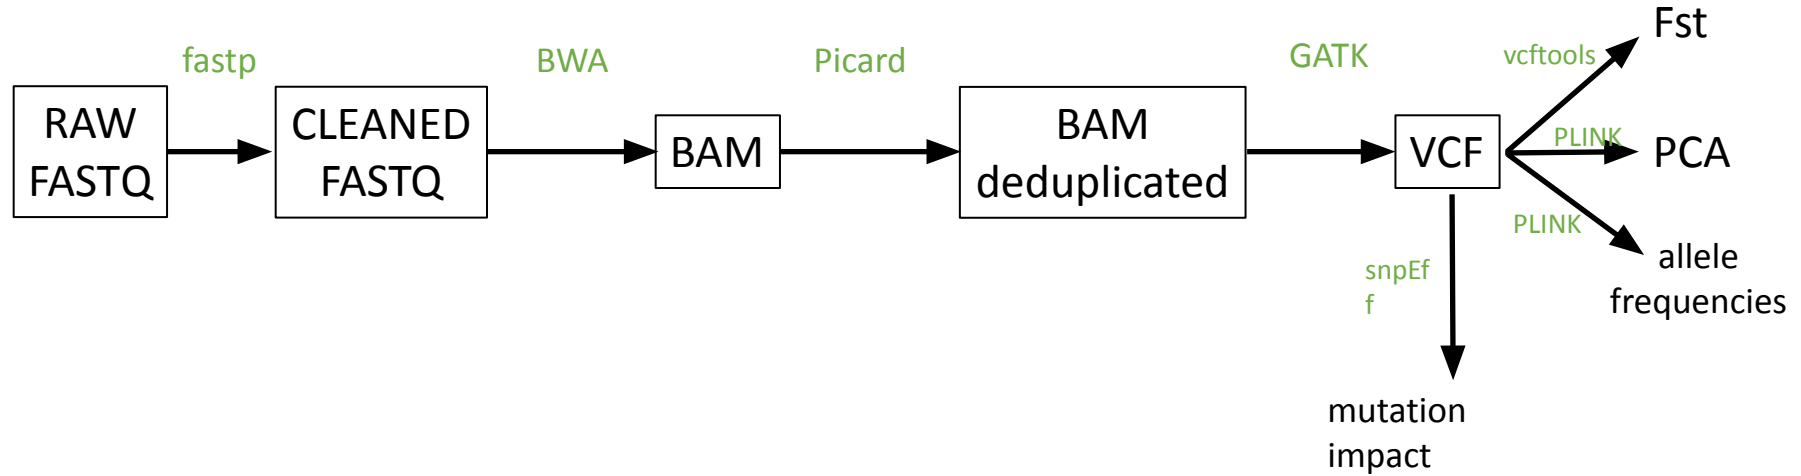 fastp
BWA
Picard
GATK
vcftools
Fst
RAW
FASTQ
CLEANED
FASTQ
BAM
BAM
deduplicated
VCF
PLINK
PCA
PLINK
allele
frequencies
snpEf
f
mutation
impact